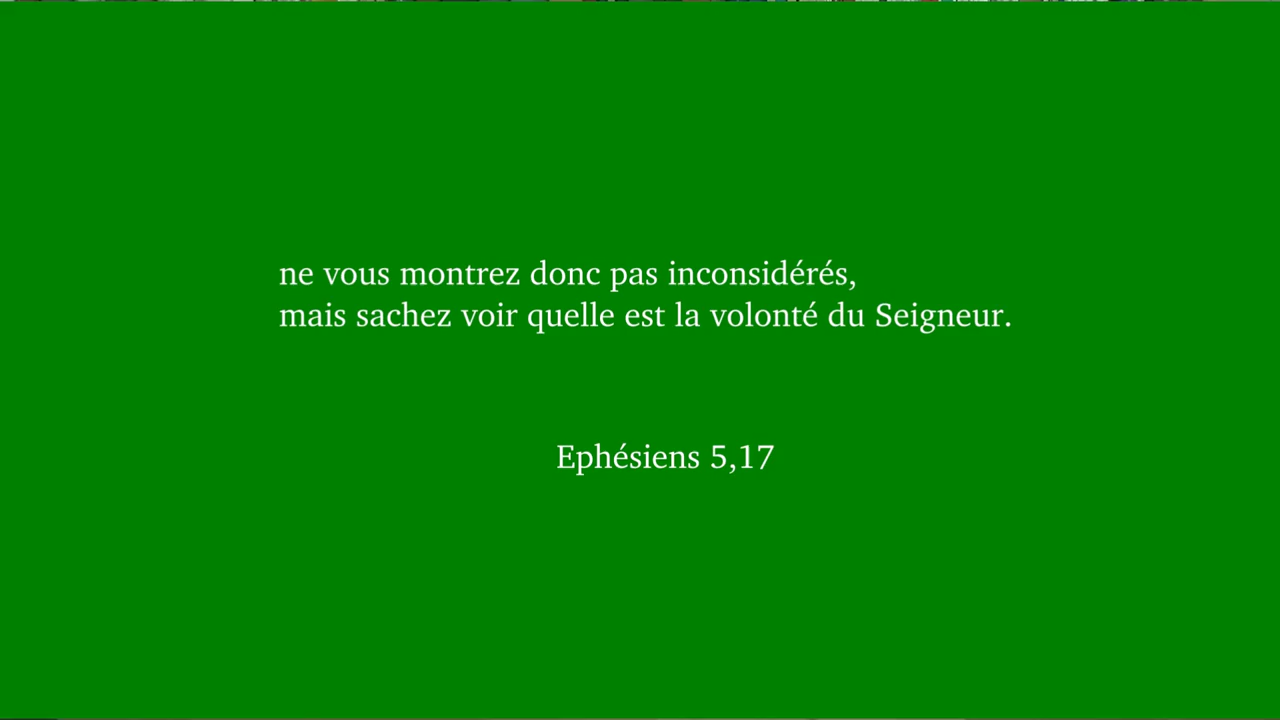 ne vous montrez donc pas inconsidérés,
mais sachez voir quelle est la volonté du Seigneur.
Ephésiens 5,17